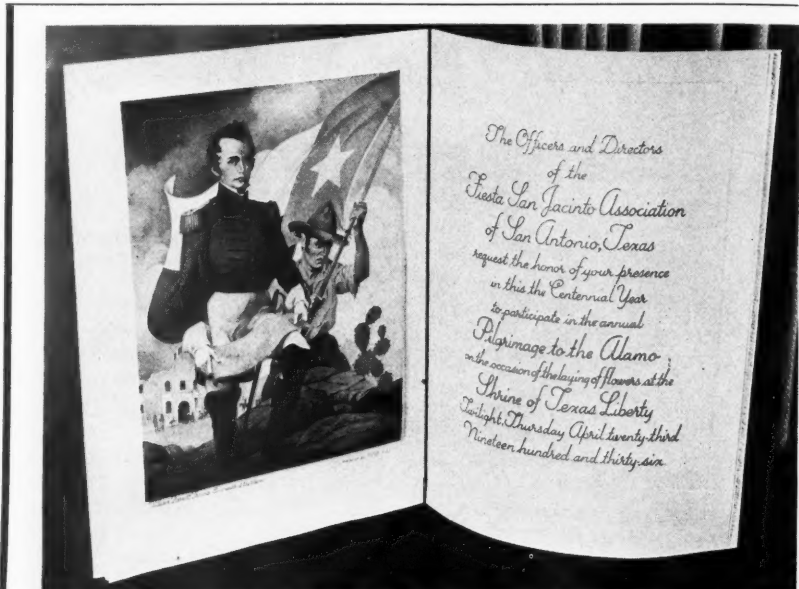 The Officers and Directors
of the
Fiesta San Jacinto Association
of San Antonio, Texas
request the honor of your presence
in this the Centennial Year
to participate in the annual
Pilgrimage to the Alamo
on the occasion of the laying of flowers at the
Shrine of Texas Liberty
Twilight, Thursday April twenty-third
Nineteen hundred and thirty-six